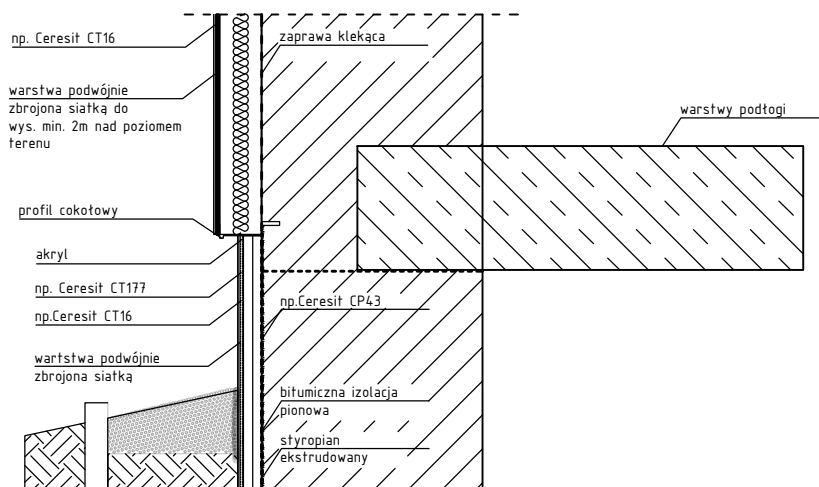 np. Ceresit CT16
zaprawa klekąca
warstwa podwójnie
zbrojona siatką do
wys. min. 2m nad poziomem
terenu
warstwy podłogi
profil cokołowy
akryl
np. Ceresit CT177
np.Ceresit CT16
np.Ceresit CP43
wartstwa podwójnie
zbrojona siatką
bitumiczna izolacja
pionowa
styropian
ekstrudowany